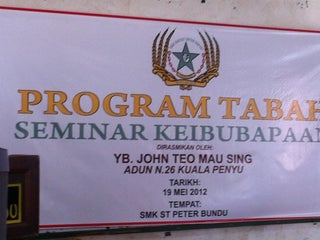 PROGRAM TABAH
SEMINAR KEIBUBAPAAN
DIRASMIKAN OLEH:
YB. JOHN TEO MAU SING
ADUN N.26 KUALA PENYU
TARIKH:
19 MEI 2012
TEMPAT:
SMK ST PETER BUNDU